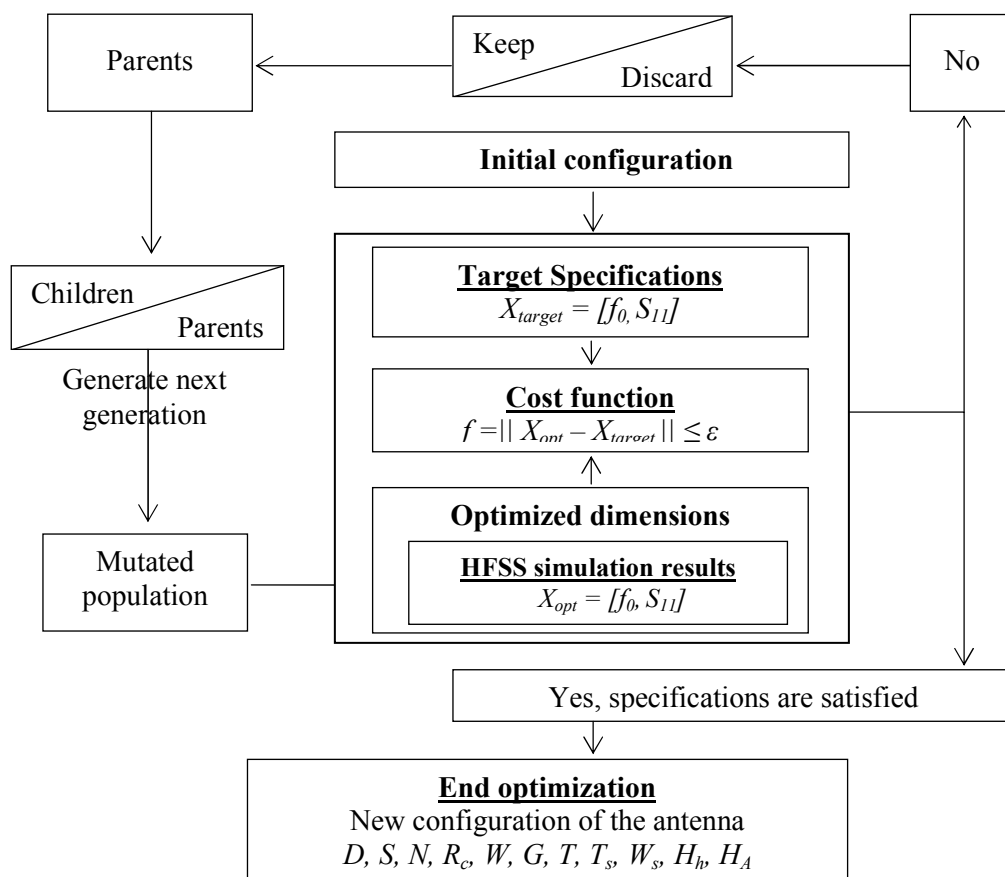 Parents
Keep
Discard
No
Initial configuration
Target Specifications
X_target = [f_0, S_11]
Children
Parents
Generate next
generation
Cost function
f =|| X_opt – X_target || ≤ ε
Optimized dimensions
HFSS simulation results
X_opt = [f_0, S_11]
Mutated
population
Yes, specifications are satisfied
End optimization
New configuration of the antenna
D, S, N, R_c, W, G, T, T_s, W_s, H_h, H_A